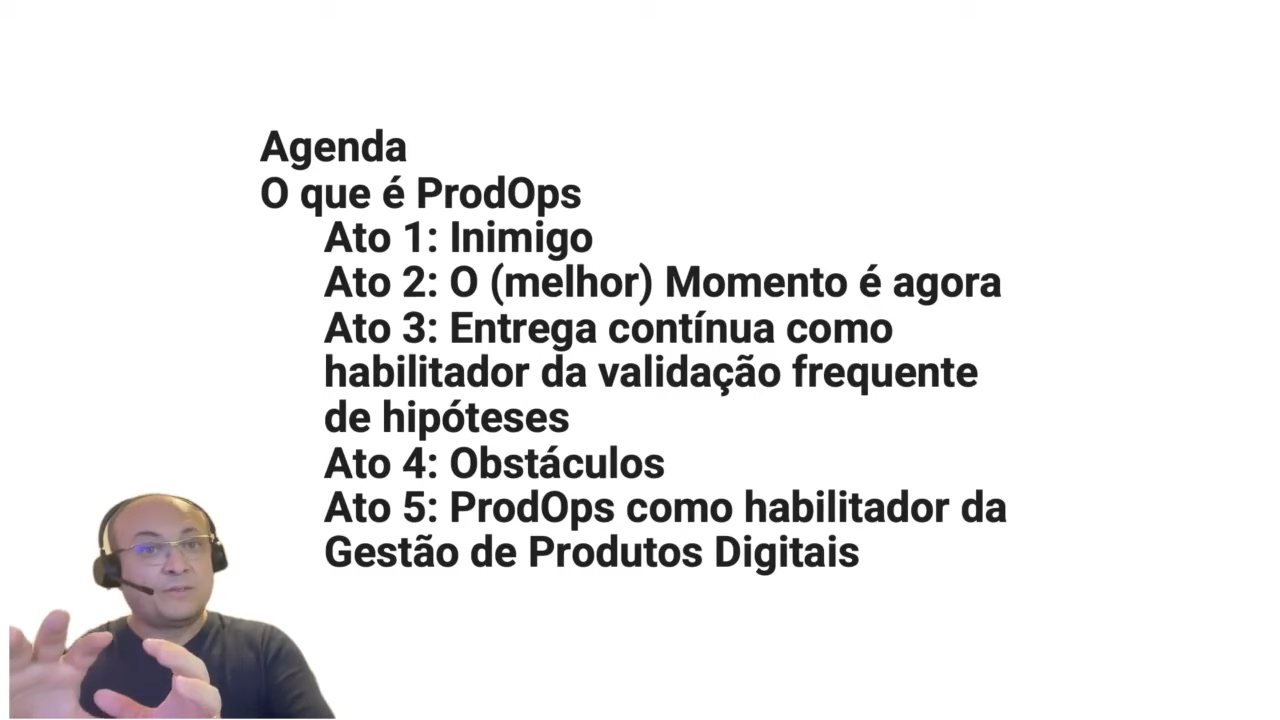 Agenda
O que é ProdOps
Ato 1: Inimigo
Ato 2: O (melhor) Momento é agora
Ato 3: Entrega contínua como
habilitador da validação frequente
de hipóteses
Ato 4: Obstáculos
Ato 5: ProdOps como habilitador da
Gestão de Produtos Digitais